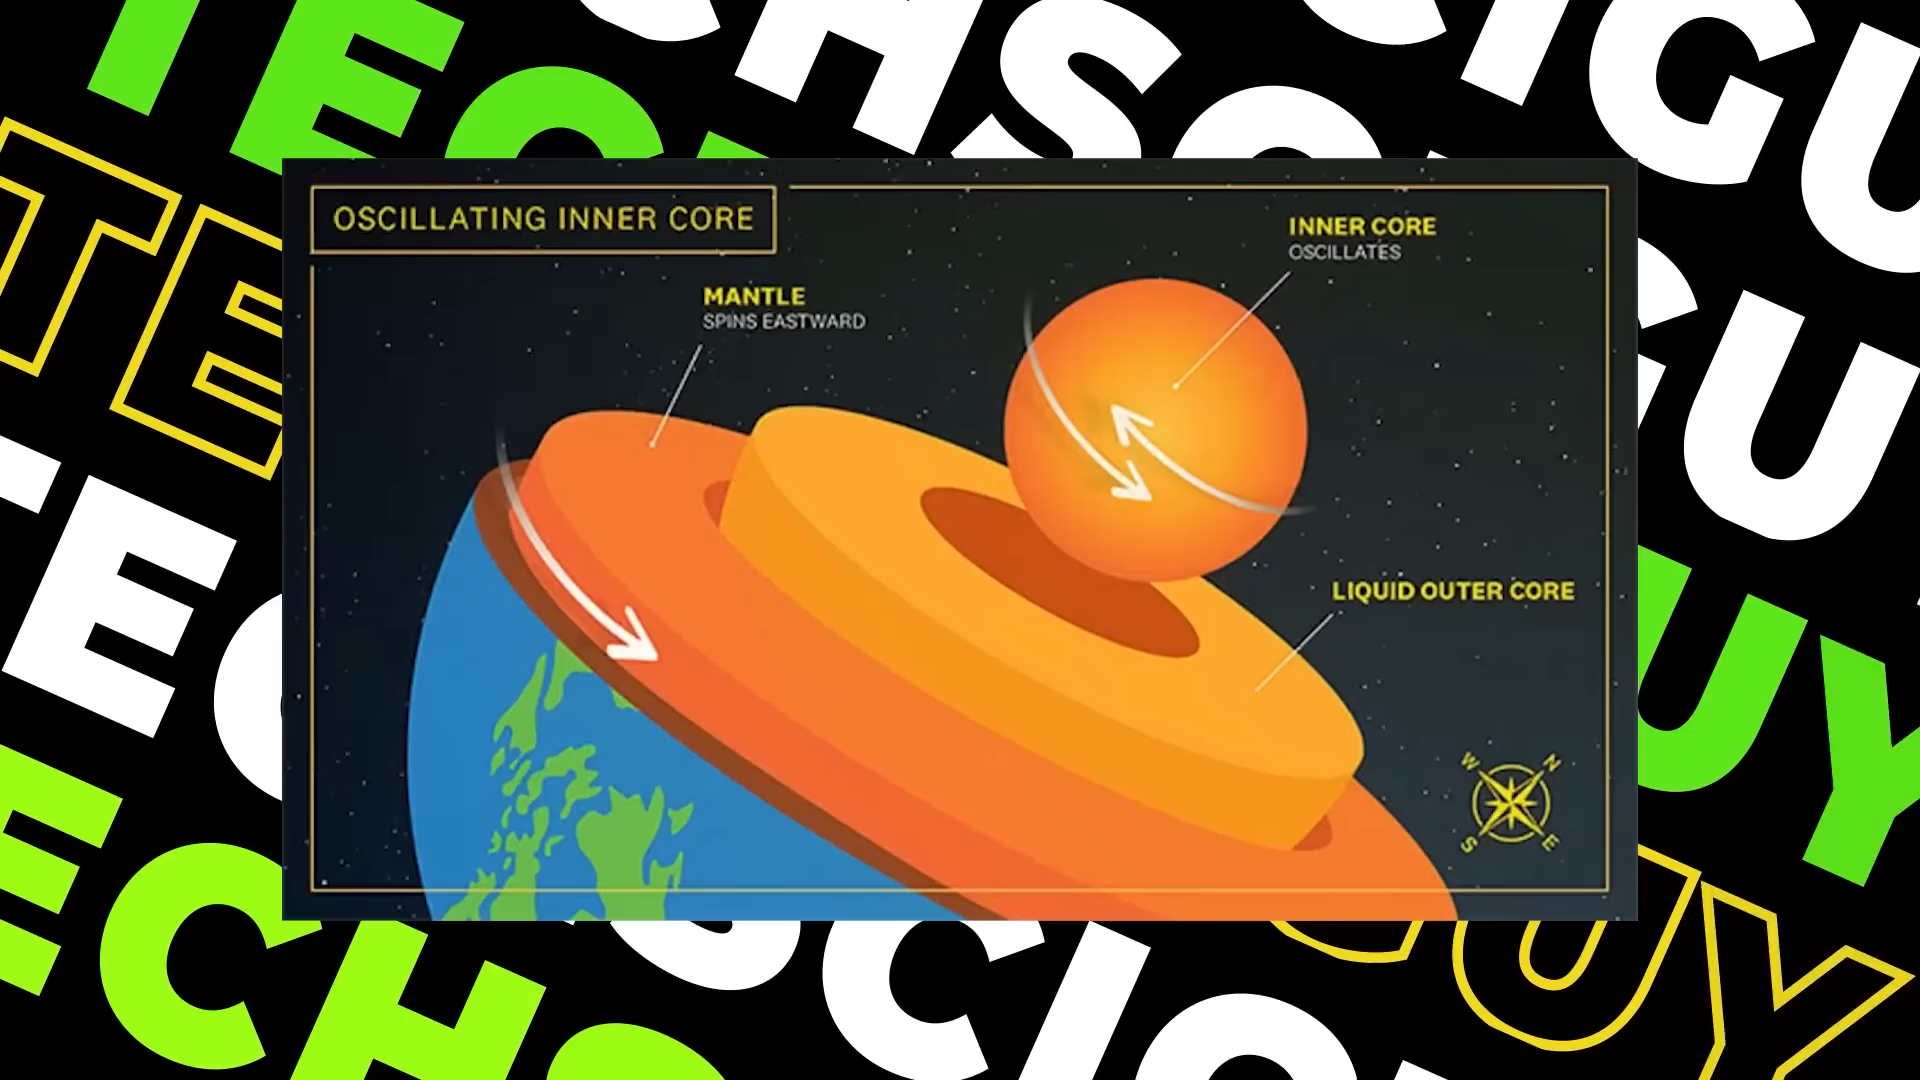 OSCILLATING INNER CORE
INNER CORE
OSCILLATES
MANTLE
SPINS EASTWARD
LIQUID OUTER CORE
W
N
S
E